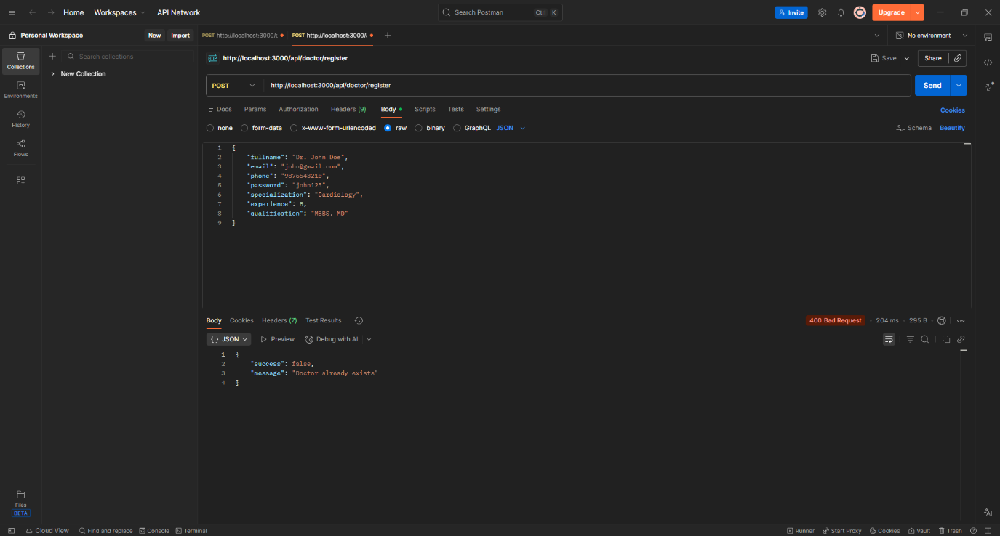 Home Workspaces API Network Search Postman Ctrl K Invite Upgrade
Personal Workspace New Import POST http://localhost:3000/a POST http://localhost:3000/a No environment
Collections
Environments
History
Flows
Search collections
New Collection
http://localhost:3000/api/doctor/register Save Share
POST http://localhost:3000/api/doctor/register Send
Docs Params Authorization Headers (9) Body Scripts Tests Settings Cookies
none form-data x-www-form-urlencoded raw binary GraphQL JSON Schema Beautify
1 {
2 "fullname": "Dr. John Doe",
3 "email": "john@gmail.com",
4 "phone": "9876543210",
5 "password": "john123",
6 "specialization": "Cardiology",
7 "experience": 5,
8 "qualification": "MBBS, MD"
9 }
Body Cookies Headers (7) Test Results 400 Bad Request • 204 ms • 295 B
{} JSON Preview Debug with AI
1 {
2 "success": false,
3 "message": "Doctor already exists"
4 }
Files
BETA
AI
Cloud View Find and replace Console Terminal Runner Start Proxy Cookies Vault Trash